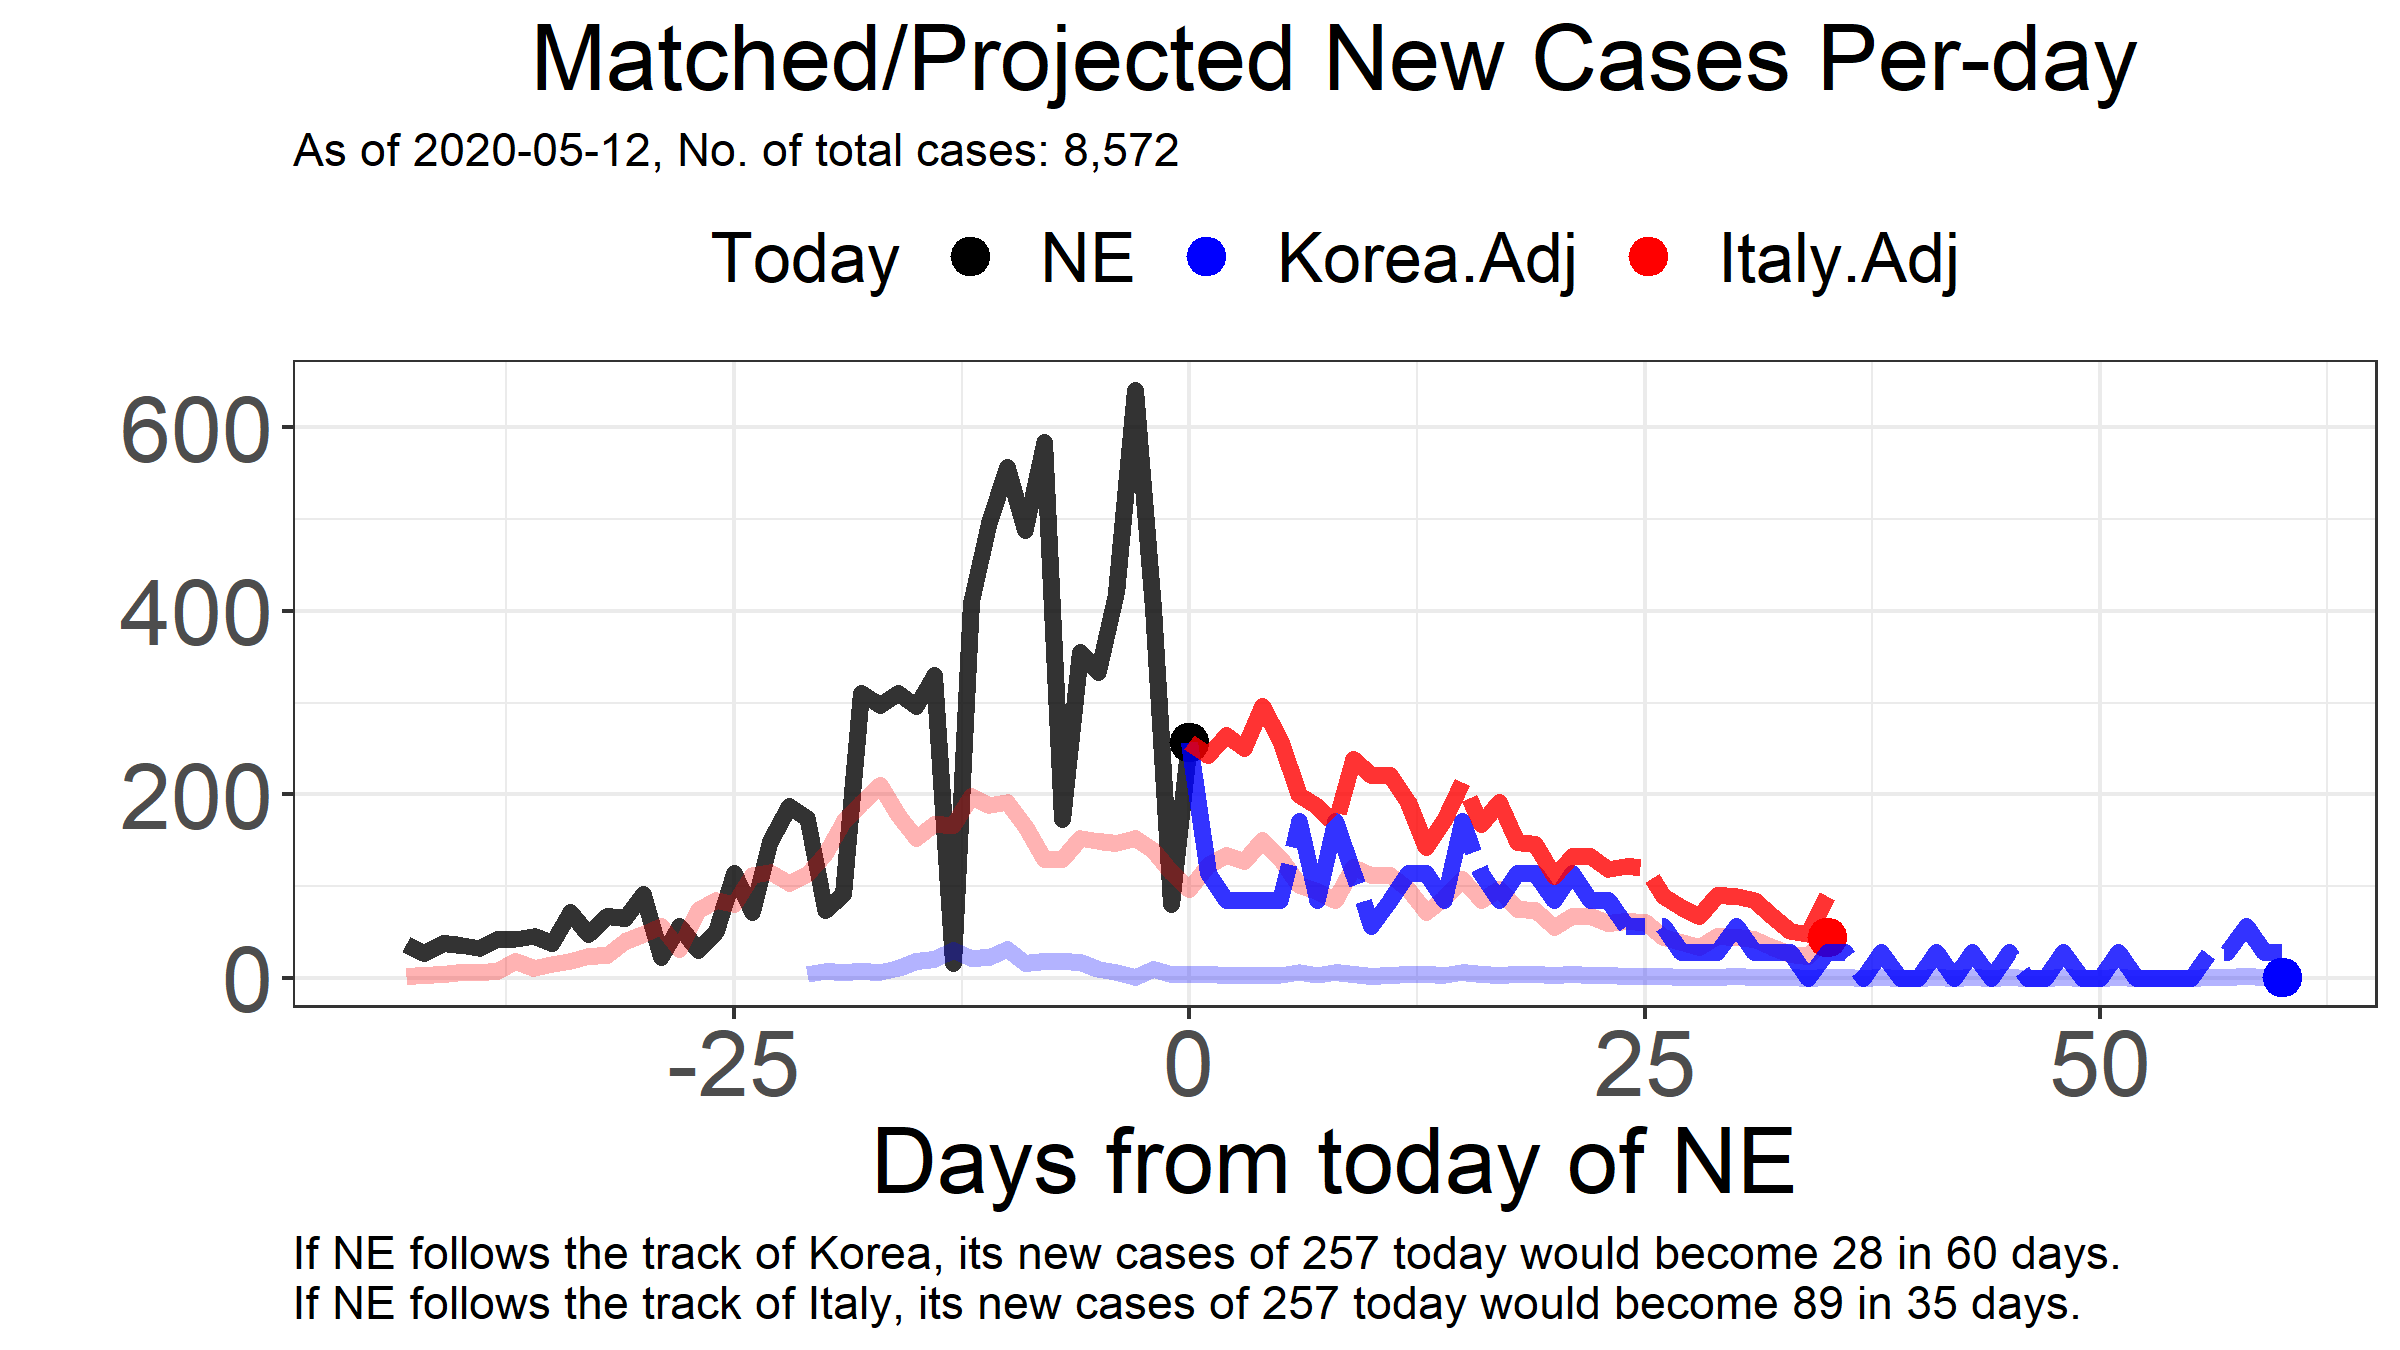 Matched/Projected New Cases Per-day
As of 2020-05-12, No. of total cases: 8,572
Today NE Korea.Adj Italy.Adj
600
400
200
0
-25 0 25 50
Days from today of NE
If NE follows the track of Korea, its new cases of 257 today would become 28 in 60 days.
If NE follows the track of Italy, its new cases of 257 today would become 89 in 35 days.